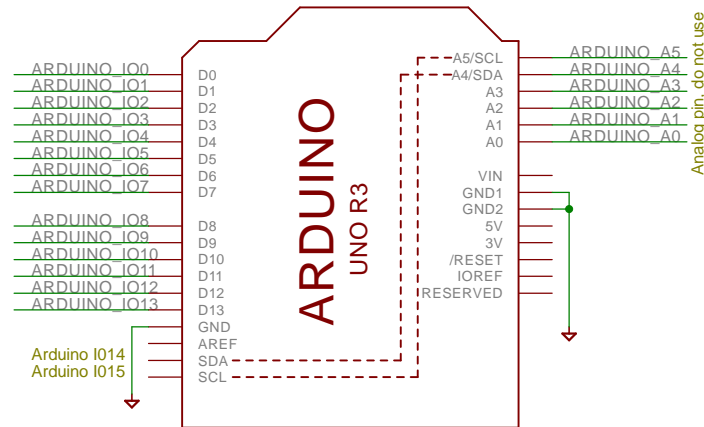 ARDUINO_IO0
ARDUINO_IO1
ARDUINO_IO2
ARDUINO_IO3
ARDUINO_IO4
ARDUINO_IO5
ARDUINO_IO6
ARDUINO_IO7
ARDUINO_IO8
ARDUINO_IO9
ARDUINO_IO10
ARDUINO_IO11
ARDUINO_IO12
ARDUINO_IO13
Arduino I014
Arduino I015
D0
D1
D2
D3
D4
D5
D6
D7
D8
D9
D10
D11
D12
D13
GND
AREF
SDA
SCL
ARDUINO
UNO R3
A5/SCL
A4/SDA
A3
A2
A1
A0
VIN
GND1
GND2
5V
3V
/RESET
IOREF
RESERVED
ARDUINO_A5
ARDUINO_A4
ARDUINO_A3
ARDUINO_A2
ARDUINO_A1
ARDUINO_A0
Analog pin, do not use